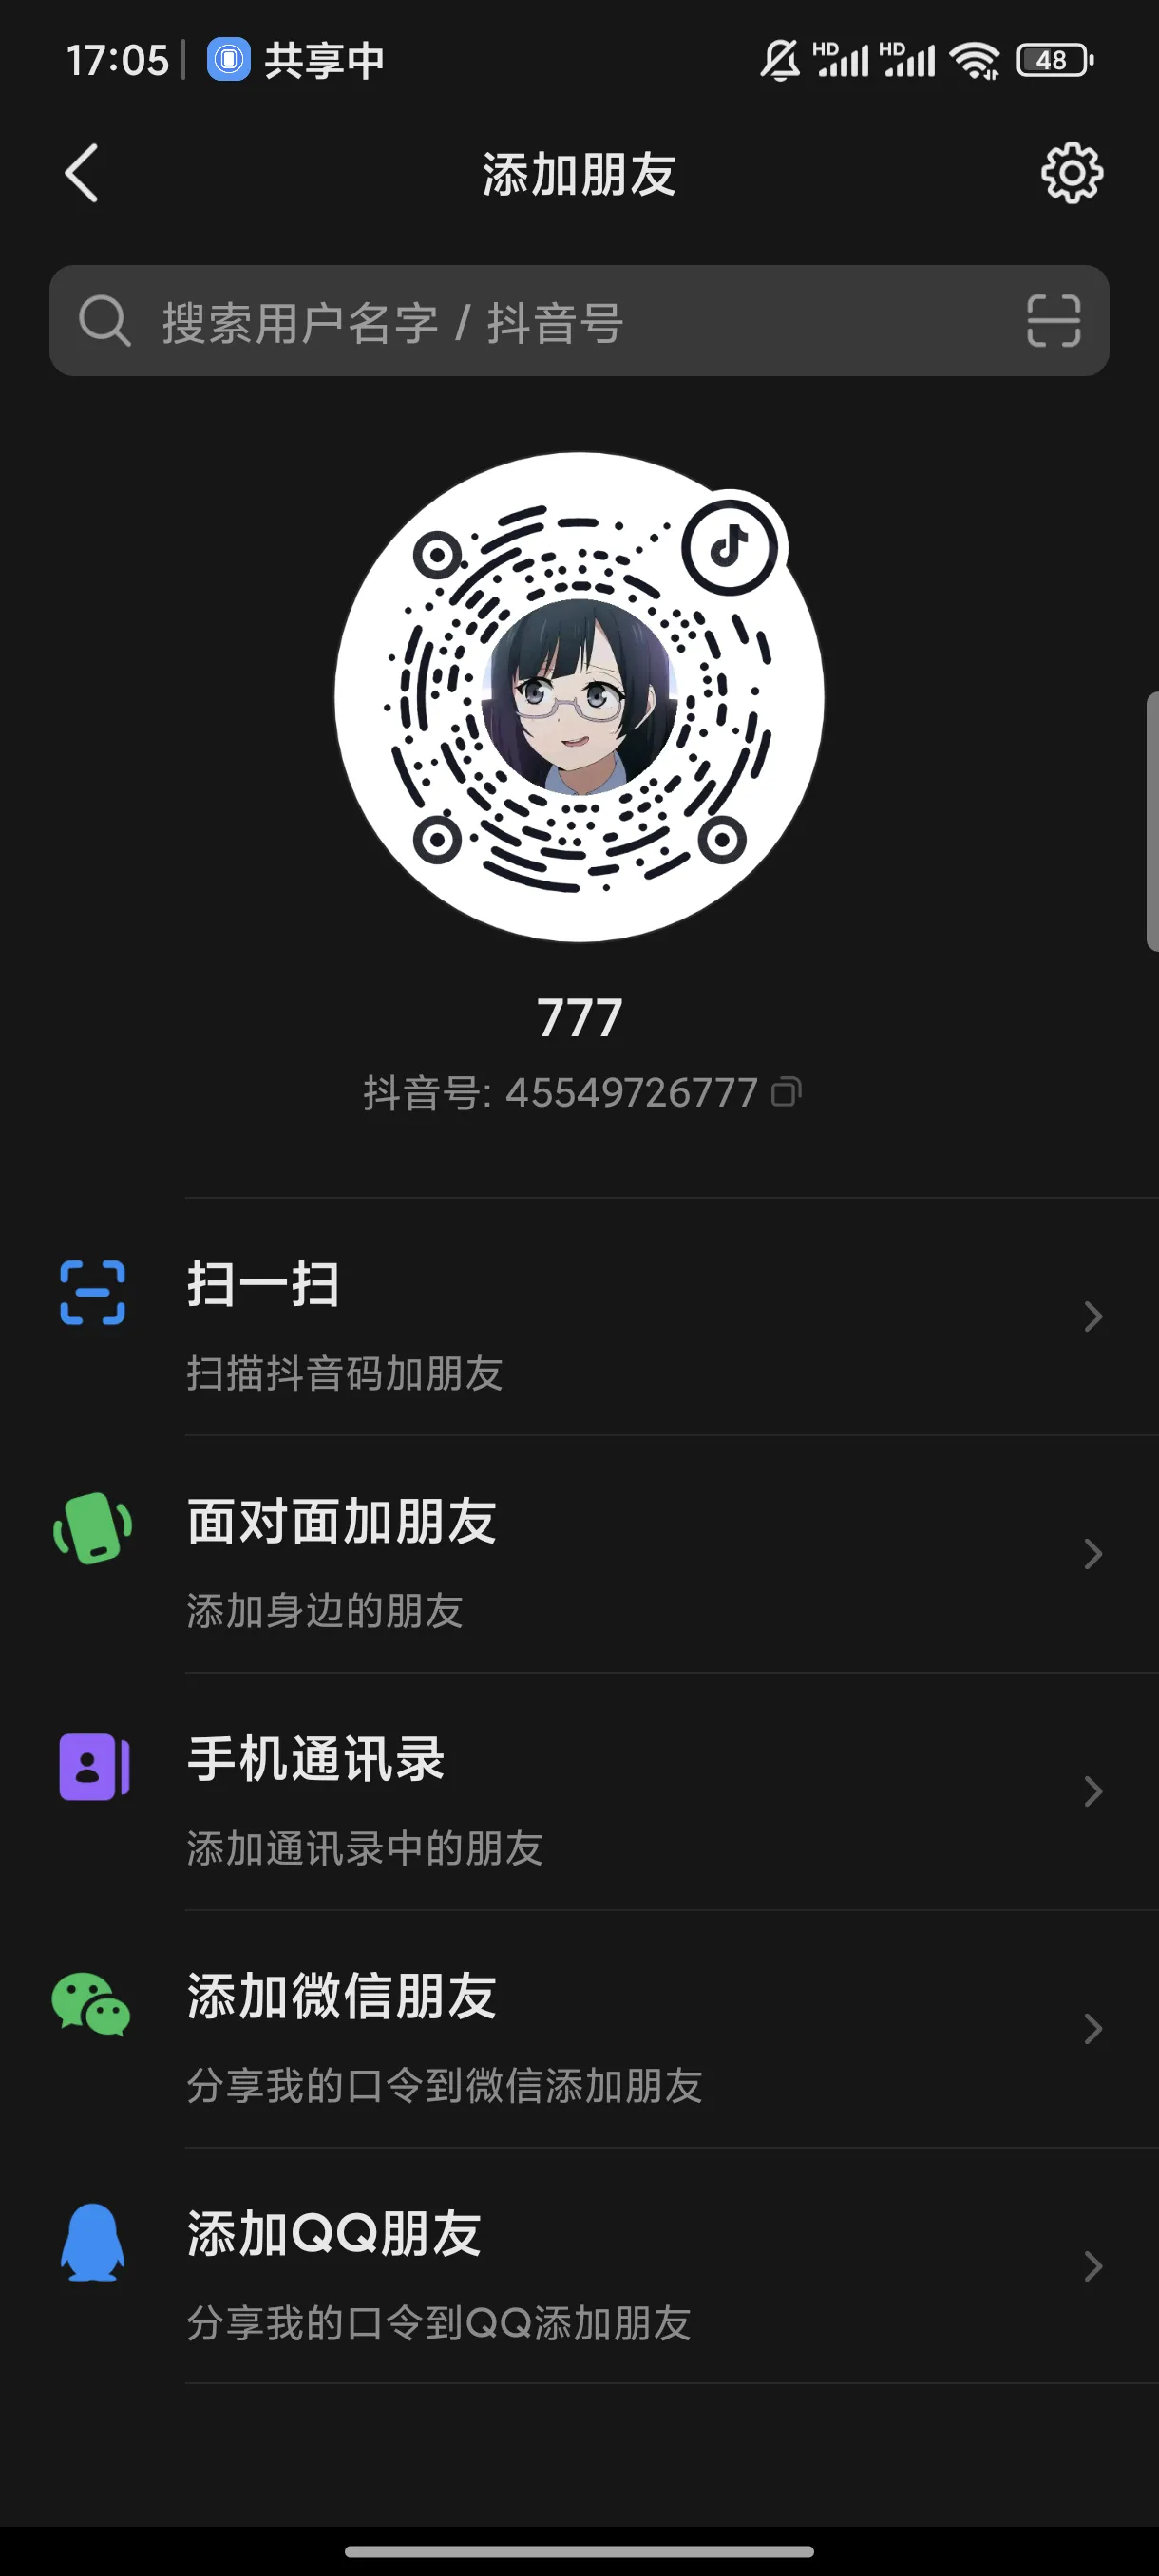 17:05 共享中 HD HD 48
添加朋友
搜索用户名字 / 抖音号
777
抖音号: 45549726777
扫一扫
扫描抖音码加朋友
面对面加朋友
添加身边的朋友
手机通讯录
添加通讯录中的朋友
添加微信朋友
分享我的口令到微信添加朋友
添加QQ朋友
分享我的口令到QQ添加朋友